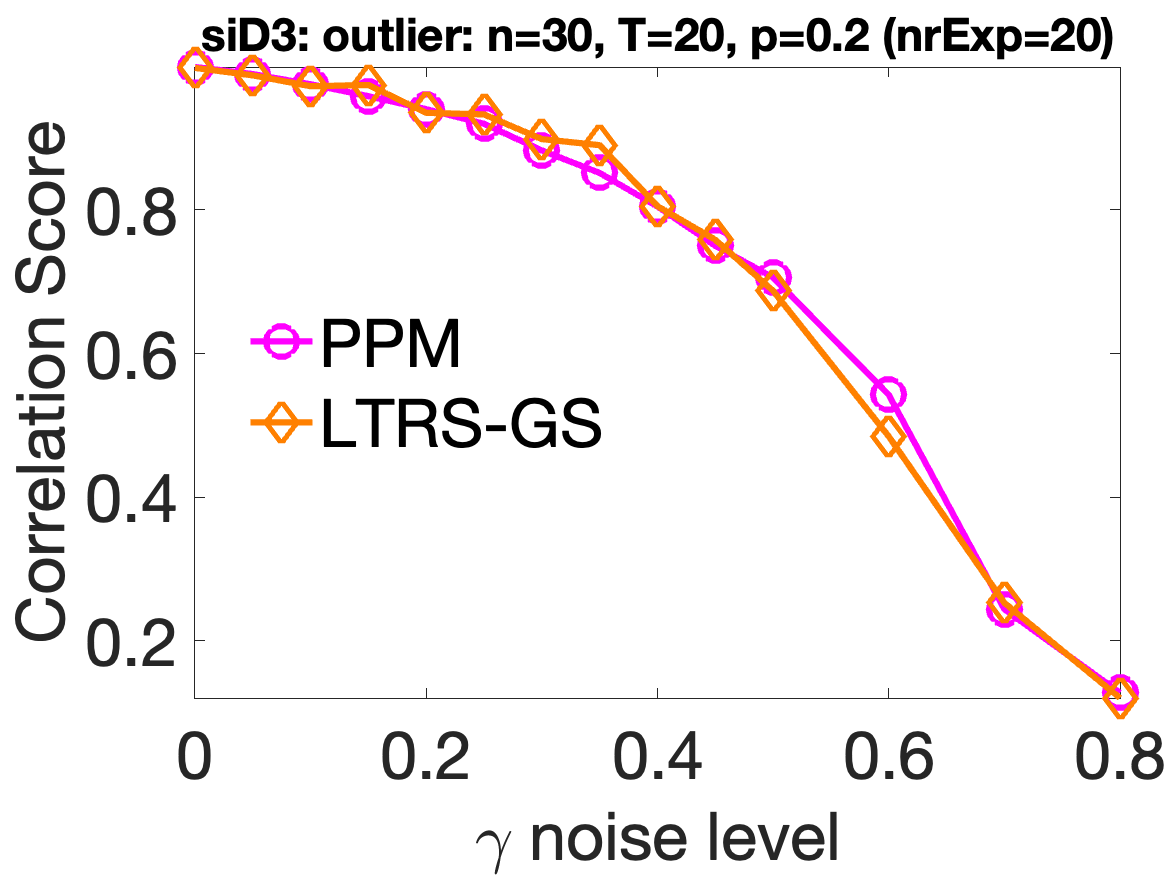 siD3: outlier: n=30, T=20, p=0.2 (nrExp=20)
Correlation Score
0.8
0.6
0.4
0.2
PPM
LTRS-GS
0 0.2 0.4 0.6 0.8
γ noise level